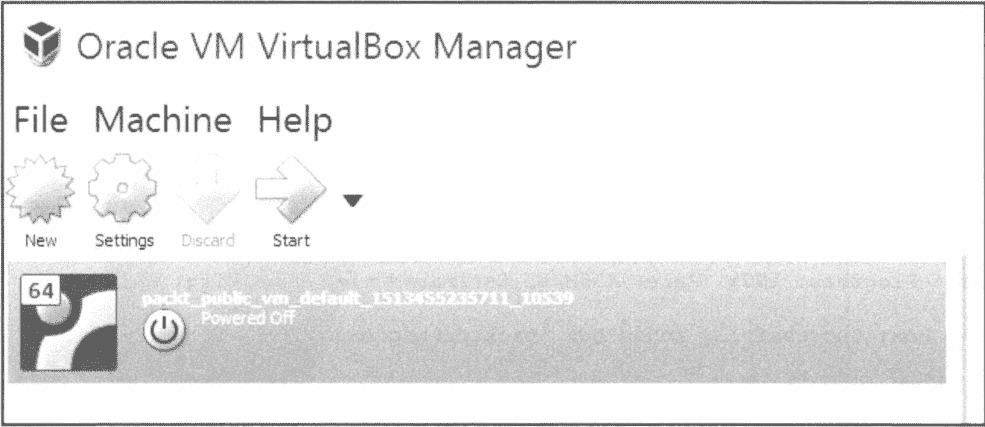 Oracle VM VirtualBox Manager
File Machine Help
New Settings Discard Start
64
packt_public_vm_default_1513455235711_10539
Powered Off